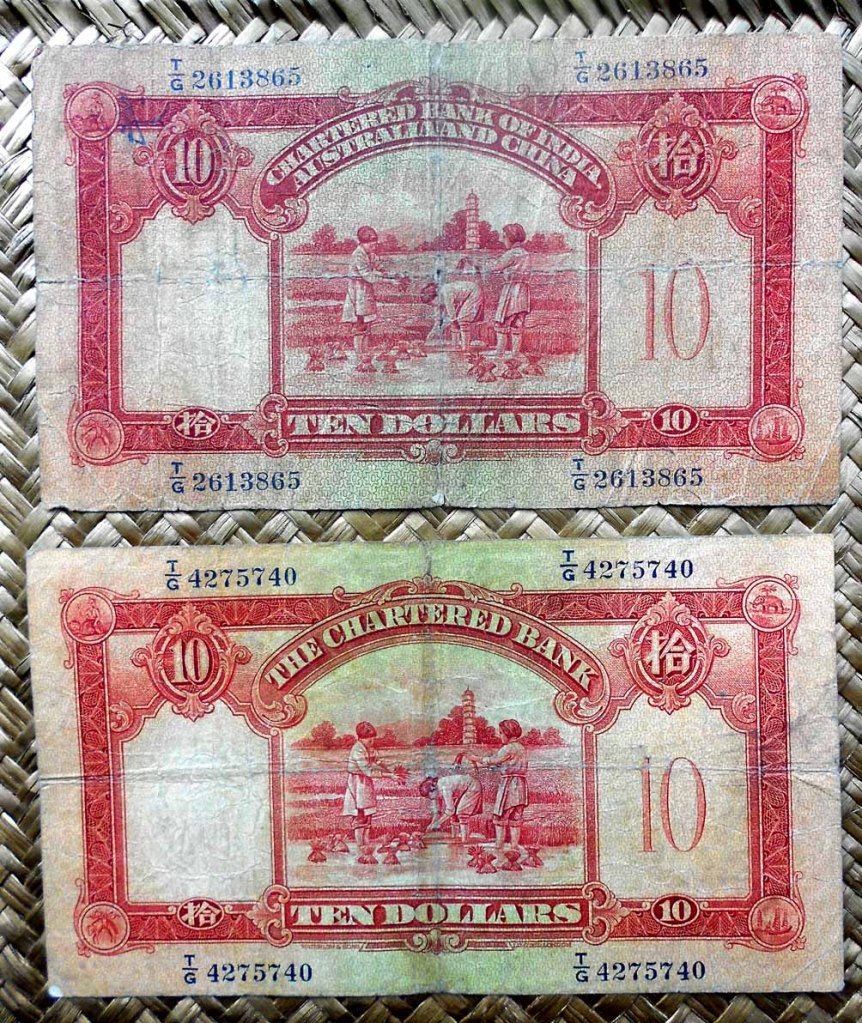 T/G 2613865 T/G 2613865
CHARTERED BANK OF INDIA,
AUSTRALIA AND CHINA
10 拾
10
拾 TEN DOLLARS 10
T/G 2613865 T/G 2613865
T/G 4275740 T/G 4275740
THE CHARTERED BANK
10 拾
10
拾 TEN DOLLARS 10
T/G 4275740 T/G 4275740